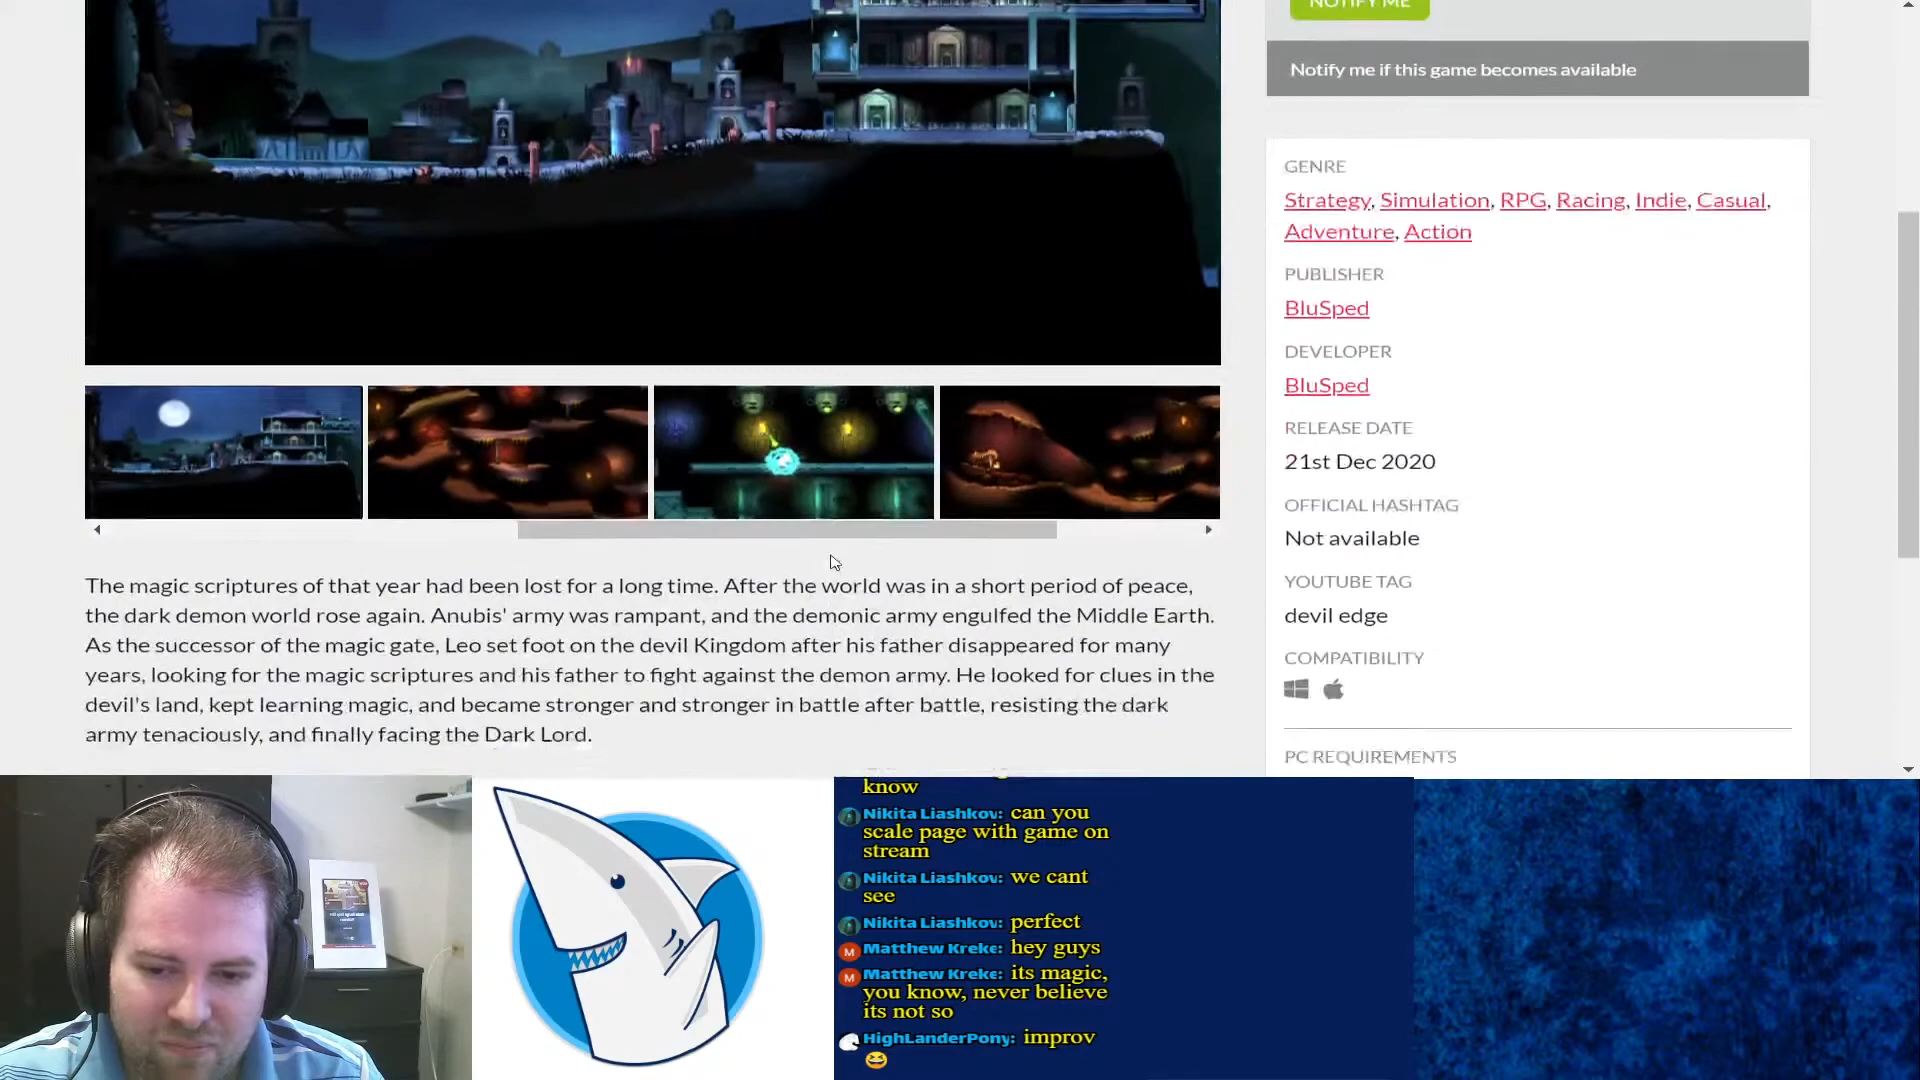 NOTIFY ME
Notify me if this game becomes available
GENRE
Strategy, Simulation, RPG, Racing, Indie, Casual,
Adventure, Action
PUBLISHER
BluSped
DEVELOPER
BluSped
RELEASE DATE
21st Dec 2020
OFFICIAL HASHTAG
Not available
YOUTUBE TAG
devil edge
COMPATIBILITY
PC REQUIREMENTS
The magic scriptures of that year had been lost for a long time. After the world was in a short period of peace,
the dark demon world rose again. Anubis' army was rampant, and the demonic army engulfed the Middle Earth.
As the successor of the magic gate, Leo set foot on the devil Kingdom after his father disappeared for many
years, looking for the magic scriptures and his father to fight against the demon army. He looked for clues in the
devil's land, kept learning magic, and became stronger and stronger in battle after battle, resisting the dark
army tenaciously, and finally facing the Dark Lord.
know
Nikita Liashkov: can you
scale page with game on
stream
Nikita Liashkov: we cant
see
Nikita Liashkov: perfect
M Matthew Kreke: hey guys
M Matthew Kreke: its magic,
you know, never believe
its not so
HighLanderPony: improv